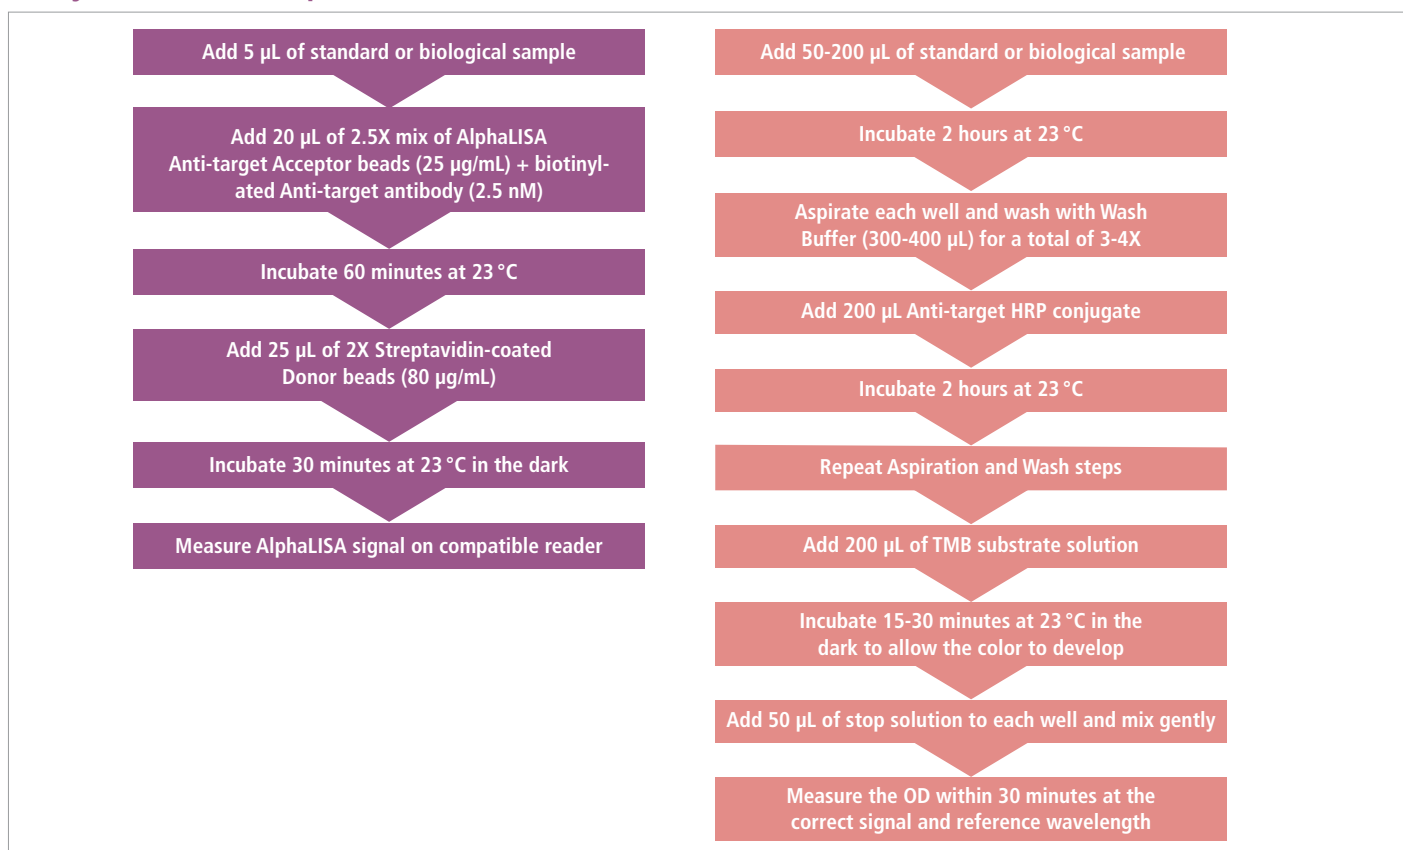 Add 5 µL of standard or biological sample
Add 20 µL of 2.5X mix of AlphaLISA
Anti-target Acceptor beads (25 µg/mL) + biotinyl-
ated Anti-target antibody (2.5 nM)
Incubate 60 minutes at 23 °C
Add 25 µL of 2X Streptavidin-coated
Donor beads (80 µg/mL)
Incubate 30 minutes at 23 °C in the dark
Measure AlphaLISA signal on compatible reader
Add 50-200 µL of standard or biological sample
Incubate 2 hours at 23 °C
Aspirate each well and wash with Wash
Buffer (300-400 µL) for a total of 3-4X
Add 200 µL Anti-target HRP conjugate
Incubate 2 hours at 23 °C
Repeat Aspiration and Wash steps
Add 200 µL of TMB substrate solution
Incubate 15-30 minutes at 23 °C in the
dark to allow the color to develop
Add 50 µL of stop solution to each well and mix gently
Measure the OD within 30 minutes at the
correct signal and reference wavelength